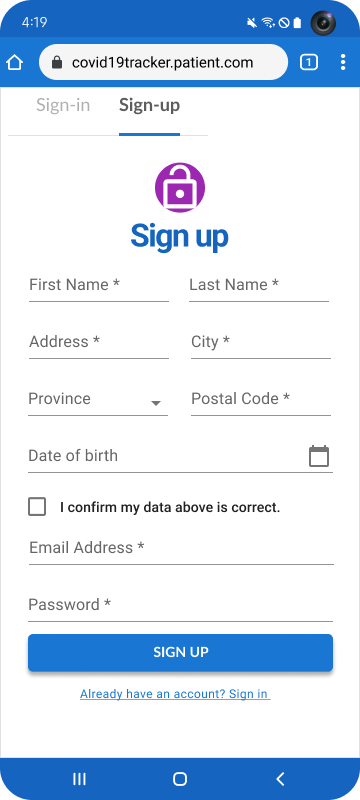 4:19
covid19tracker.patient.com
1
Sign-in Sign-up
Sign up
First Name * Last Name *
Address * City *
Province Postal Code *
Date of birth
I confirm my data above is correct.
Email Address *
Password *
SIGN UP
Already have an account? Sign in